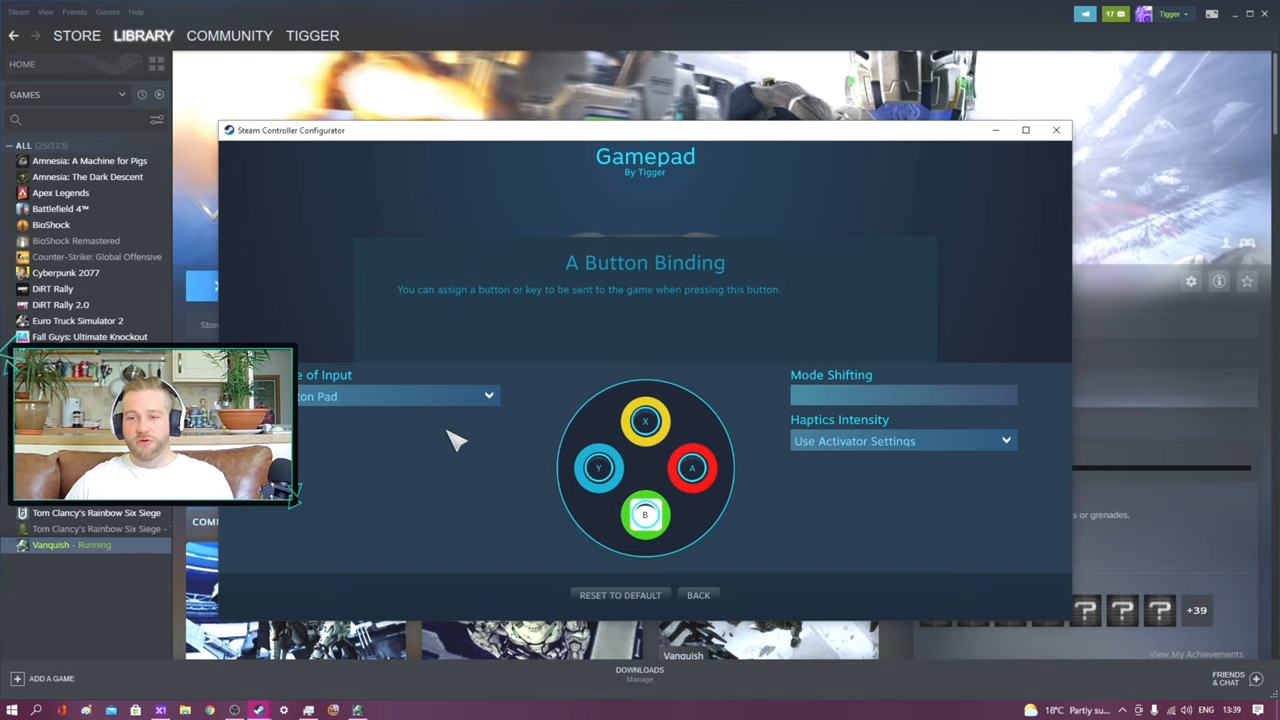 Steam View Friends Games Help
17
Tigger
STORE LIBRARY COMMUNITY TIGGER
HOME
GAMES
ALL (25/123)
Amnesia: A Machine for Pigs
Amnesia: The Dark Descent
Apex Legends
Battlefield 4™
BioShock
BioShock Remastered
Counter-Strike: Global Offensive
Cyberpunk 2077
DiRT Rally
DiRT Rally 2.0
Euro Truck Simulator 2
Fall Guys: Ultimate Knockout
Tom Clancy's Rainbow Six Siege
Tom Clancy's Rainbow Six Siege -
Vanquish - Running
Steam Controller Configurator
Gamepad
By Tigger
A Button Binding
You can assign a button or key to be sent to the game when pressing this button.
e of Input
ton Pad
X
Y
A
B
Mode Shifting
Haptics Intensity
Use Activator Settings
RESET TO DEFAULT BACK
Store
COM
s or grenades.
+39
View My Achievements
Vanquish
ADD A GAME
DOWNLOADS
Manage
FRIENDS
& CHAT
18°C Partly su... ENG 13:39